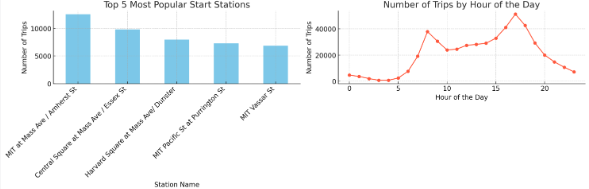 Top 5 Most Popular Start Stations
Number of Trips
10000
5000
0
MIT at Mass Ave / Amherst St
Central Square at Mass Ave / Essex St
Harvard Square at Mass Ave/ Dunster
MIT Pacific St at Purrington St
MIT Vassar St
Station Name
Number of Trips by Hour of the Day
Number of Trips
40000
20000
0
0
5
10
15
20
Hour of the Day